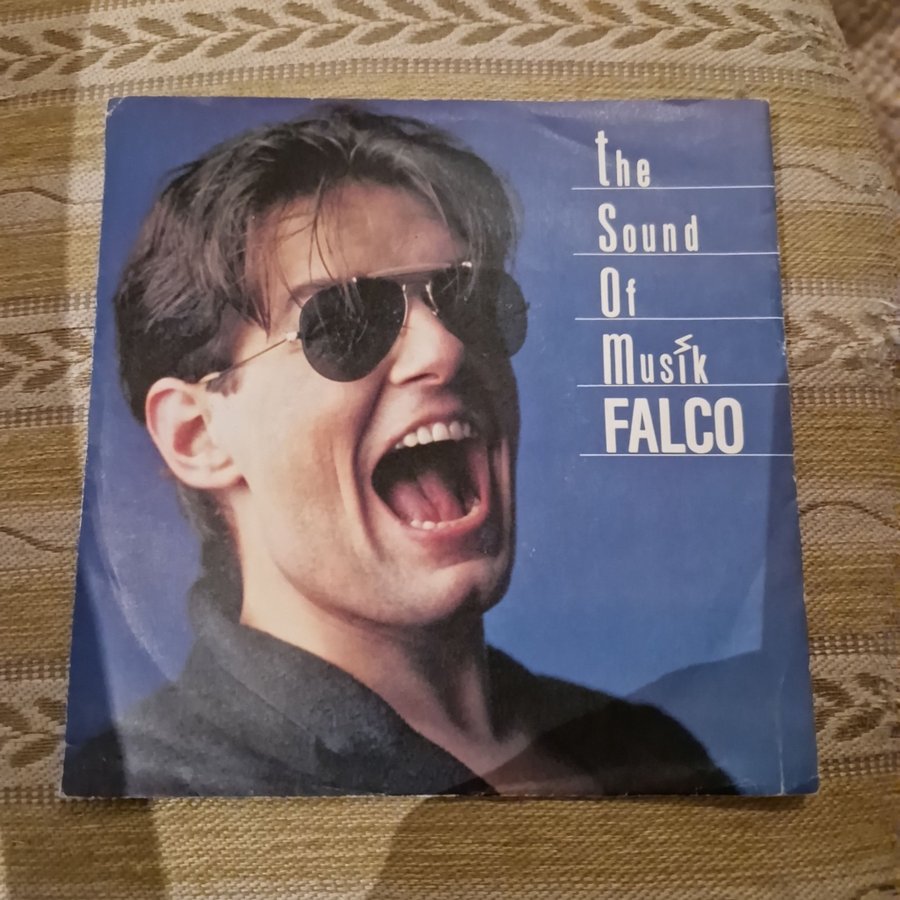 the
Sound
Of
musik
FALCO